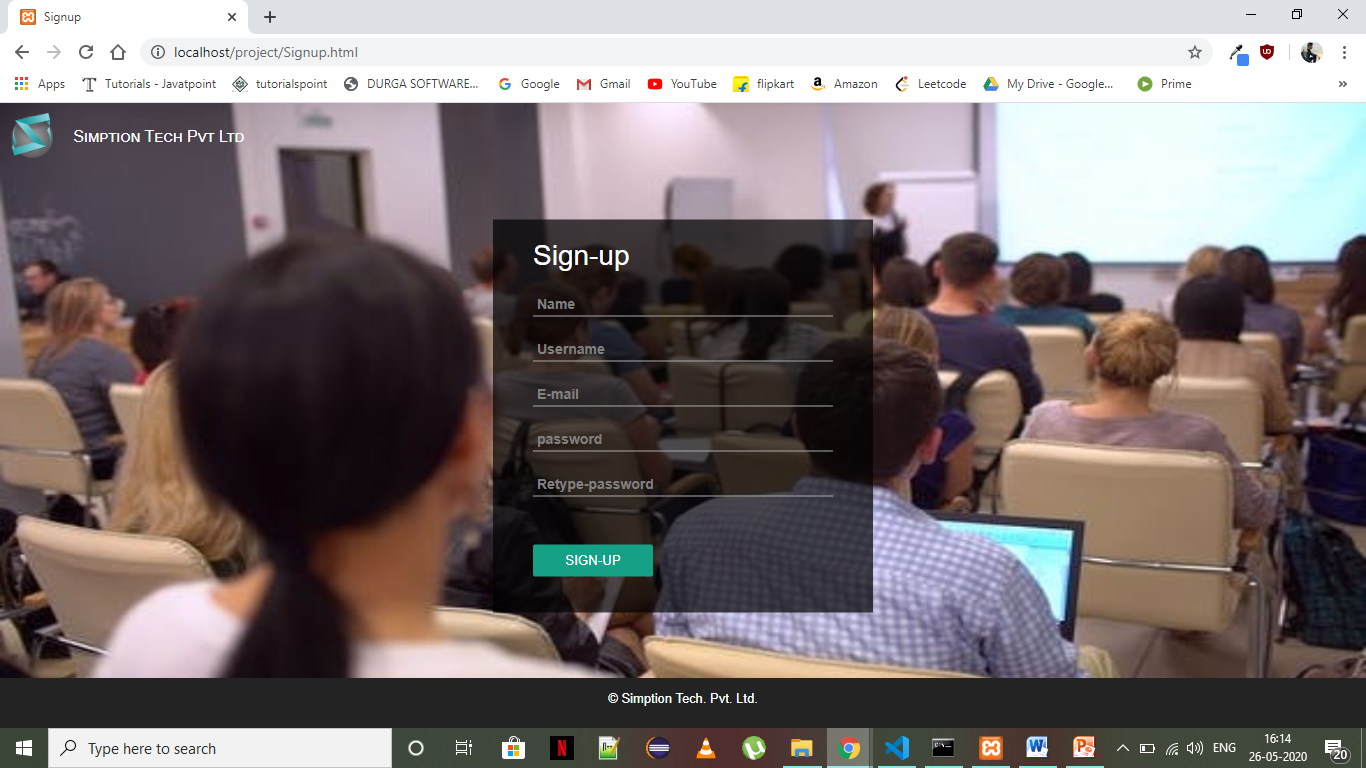 Signup
localhost/project/Signup.html
Apps
Tutorials - Javatpoint
tutorialspoint
DURGA SOFTWARE...
Google
Gmail
YouTube
flipkart
Amazon
Leetcode
My Drive - Google...
Prime
»
Simption Tech Pvt Ltd
Sign-up
Name
Username
E-mail
password
Retype-password
SIGN-UP
© Simption Tech. Pvt. Ltd.
Type here to search
ENG
16:14
26-05-2020
20